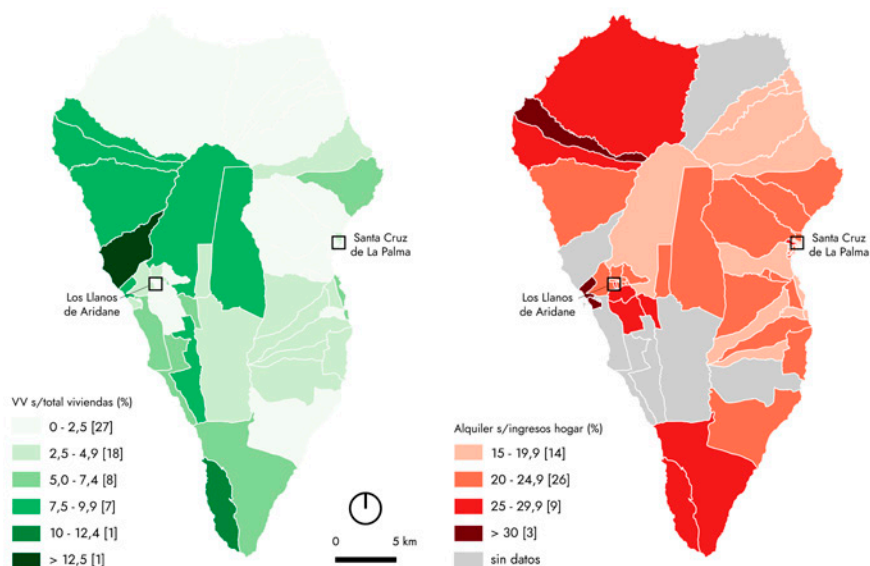 Santa Cruz
de La Palma
Los Llanos
de Aridane
VV s/total viviendas (%)
0 - 2,5 [27]
2,5 - 4,9 [18]
5,0 - 7,4 [8]
7,5 - 9,9 [7]
10 - 12,4 [1]
> 12,5 [1]
0 5 km
Santa Cruz
de La Palma
Los Llanos
de Aridane
Alquiler s/ingresos hogar (%)
15 - 19,9 [14]
20 - 24,9 [26]
25 - 29,9 [9]
> 30 [3]
sin datos